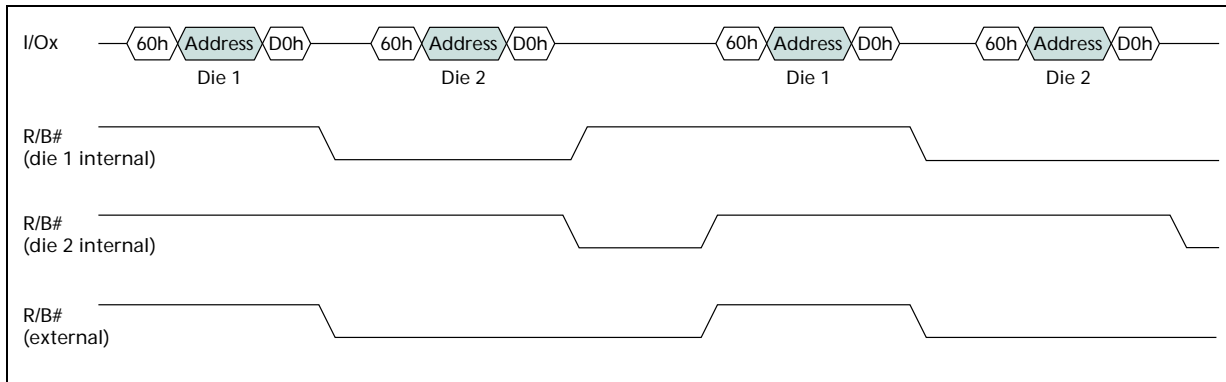 I/Ox 60h Address D0h 60h Address D0h 60h Address D0h 60h Address D0h
Die 1 Die 2 Die 1 Die 2
R/B#
(die 1 internal)
R/B#
(die 2 internal)
R/B#
(external)